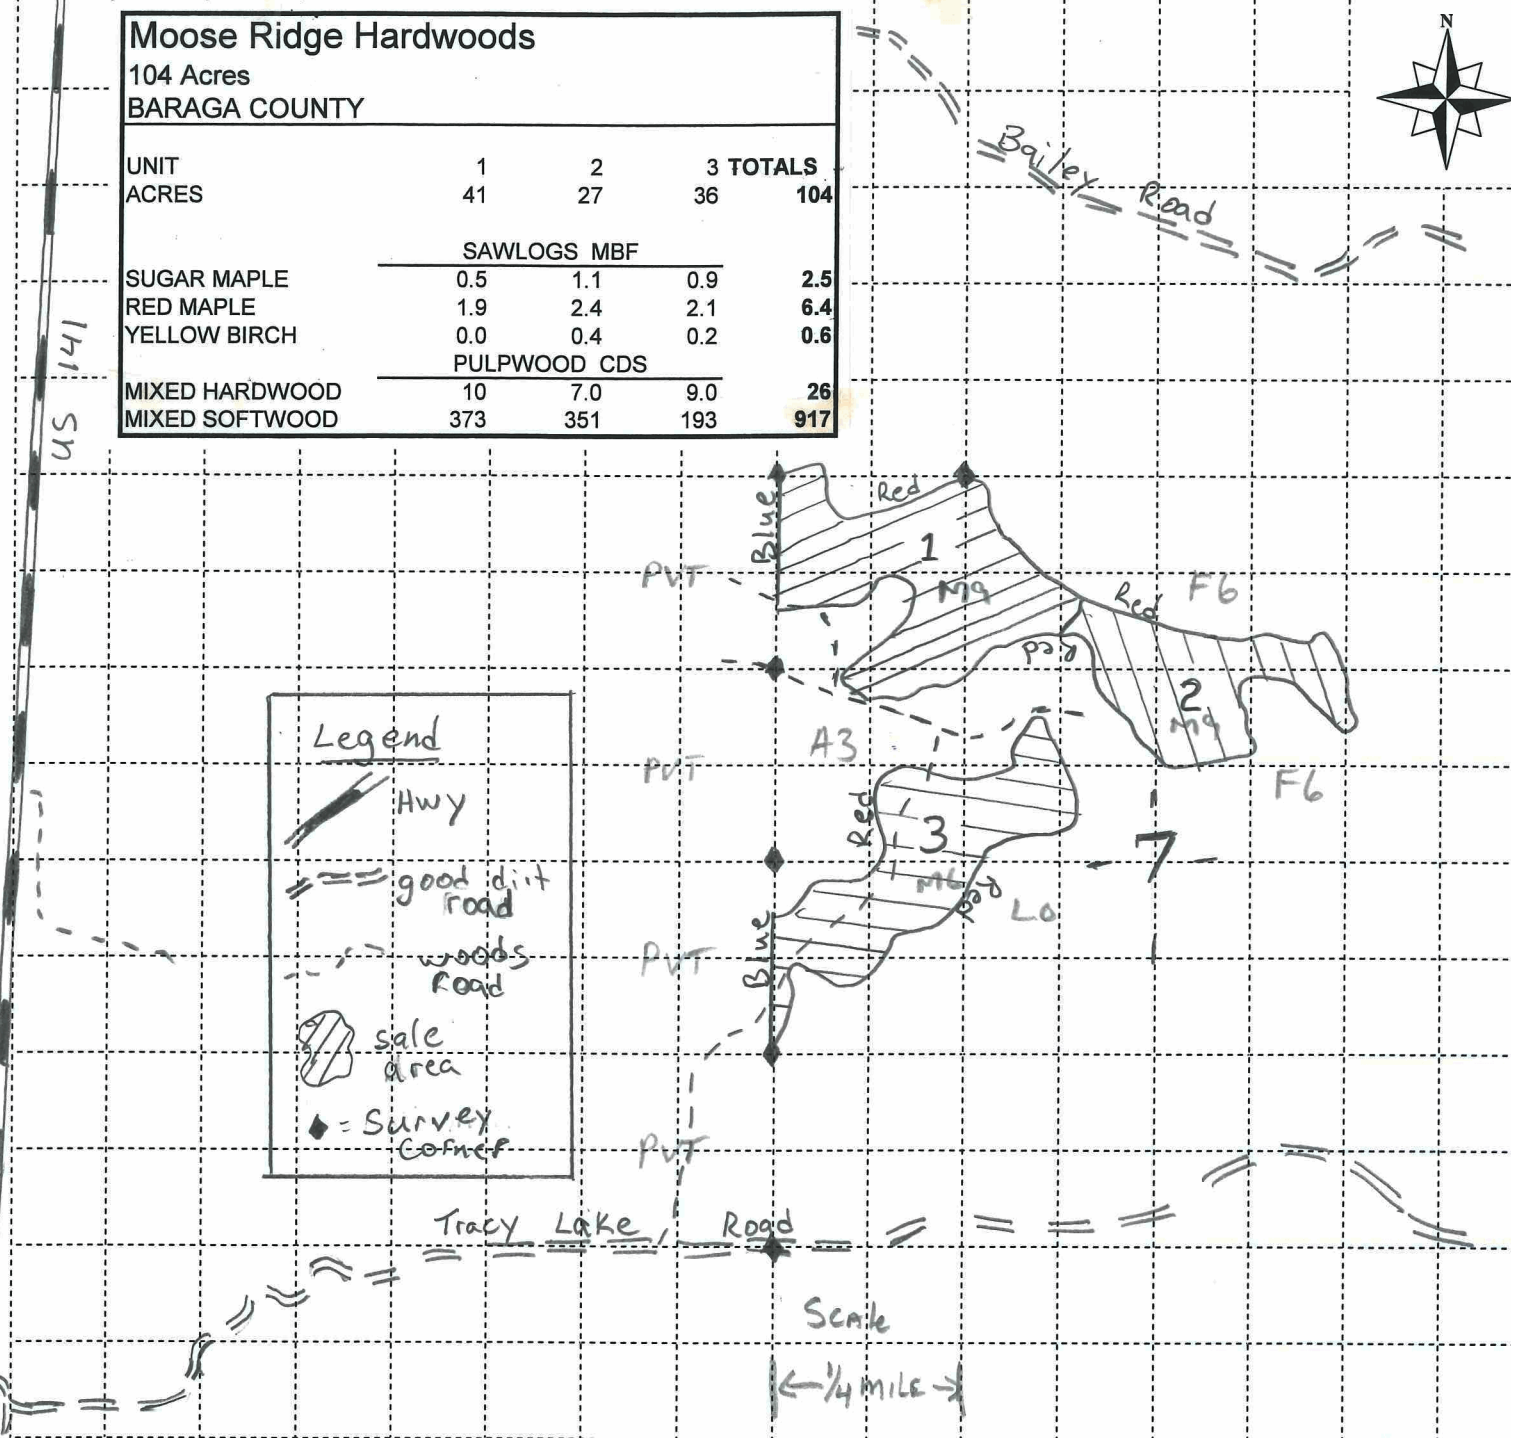 Moose Ridge Hardwoods
104 Acres
BARAGA COUNTY
UNIT 1 2 3 TOTALS
ACRES 41 27 36 104
SAWLOGS MBF
SUGAR MAPLE 0.5 1.1 0.9 2.5
RED MAPLE 1.9 2.4 2.1 6.4
YELLOW BIRCH 0.0 0.4 0.2 0.6
PULPWOOD CDS
MIXED HARDWOOD 10 7.0 9.0 26
MIXED SOFTWOOD 373 351 193 917
N
Bailey Road
US 141
Blue
Red
1
M9
PVT
F6
Red
Red
2
M9
A3
PVT
F6
Red
3
M6
Red
L0
7
Blue
PVT
PVT
Legend
Hwy
good dirt
road
woods
road
sale
area
= Survey
Corner
Tracy Lake Road
Scale
1/4 MILE